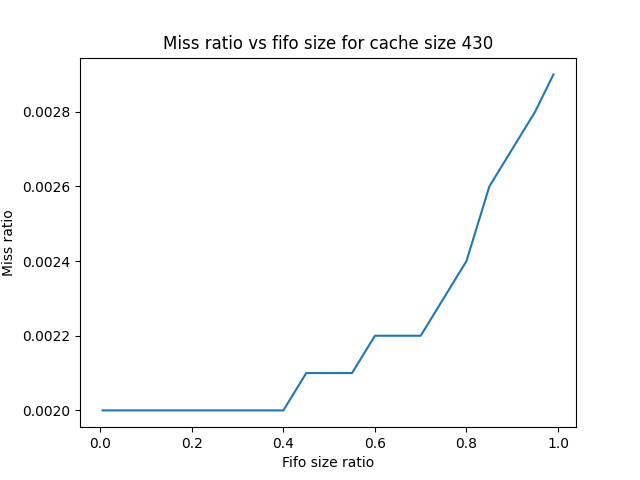 Miss ratio vs fifo size for cache size 430
Miss ratio
0.0028
0.0026
0.0024
0.0022
0.0020
0.0 0.2 0.4 0.6 0.8 1.0
Fifo size ratio